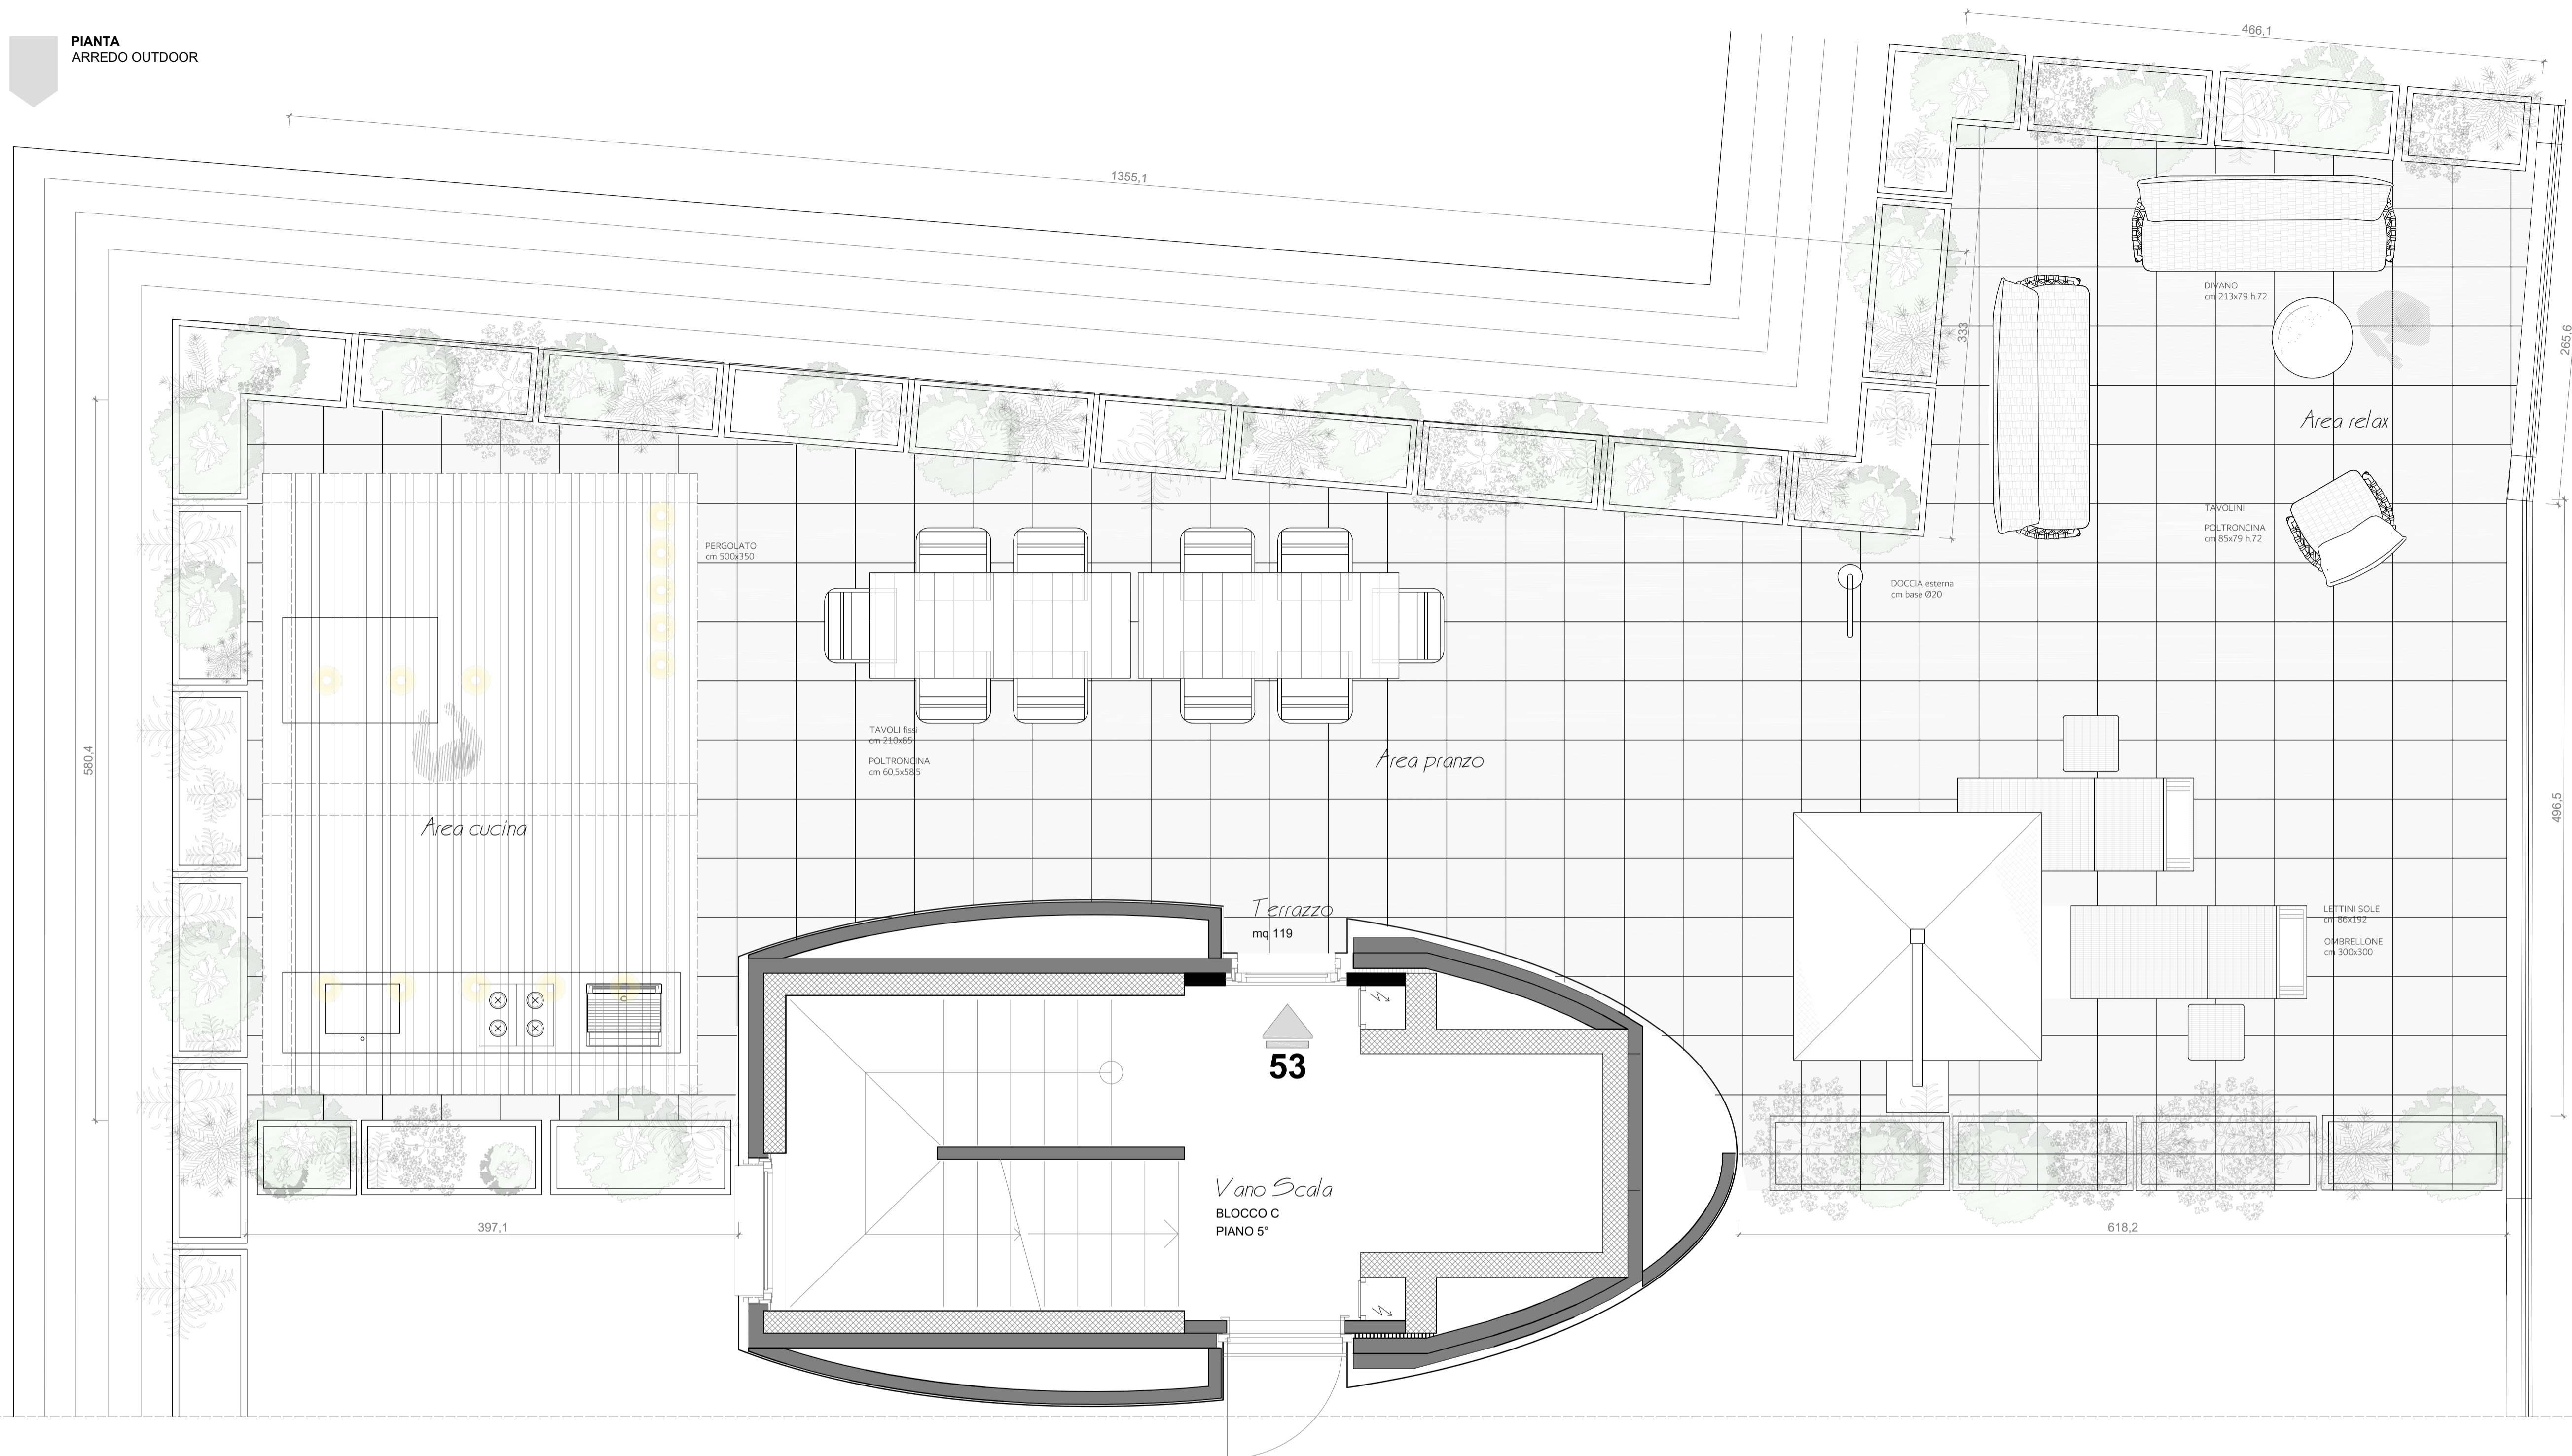 PIANTA
ARREDO OUTDOOR
466,1
1355,1
333
265,6
DIVANO
cm 213x79 h.72
Area relax
TAVOLINI
POLTRONCINA
cm 85x79 h.72
PERGOLATO
cm 500x350
DOCCIA esterna
cm base Ø20
580,4
TAVOLI fissi
cm 210x85
POLTRONCINA
cm 60,5x58,5
Area pranzo
Area cucina
496,5
Terrazzo
mq 119
LETTINI SOLE
cm 86x192
OMBRELLONE
cm 300x300
53
Vano Scala
BLOCCO C
PIANO 5°
397,1
618,2